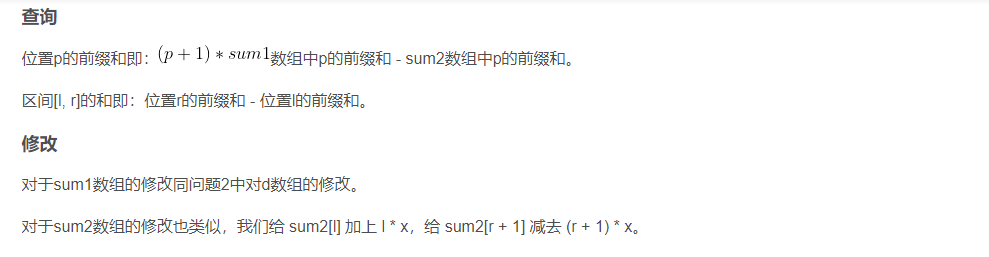 查询
位置p的前缀和即：(p + 1) * sum1数组中p的前缀和 - sum2数组中p的前缀和。
区间[l, r]的和即：位置r的前缀和 - 位置l的前缀和。
修改
对于sum1数组的修改同问题2中对d数组的修改。
对于sum2数组的修改也类似，我们给 sum2[l] 加上 l * x，给 sum2[r + 1] 减去 (r + 1) * x。